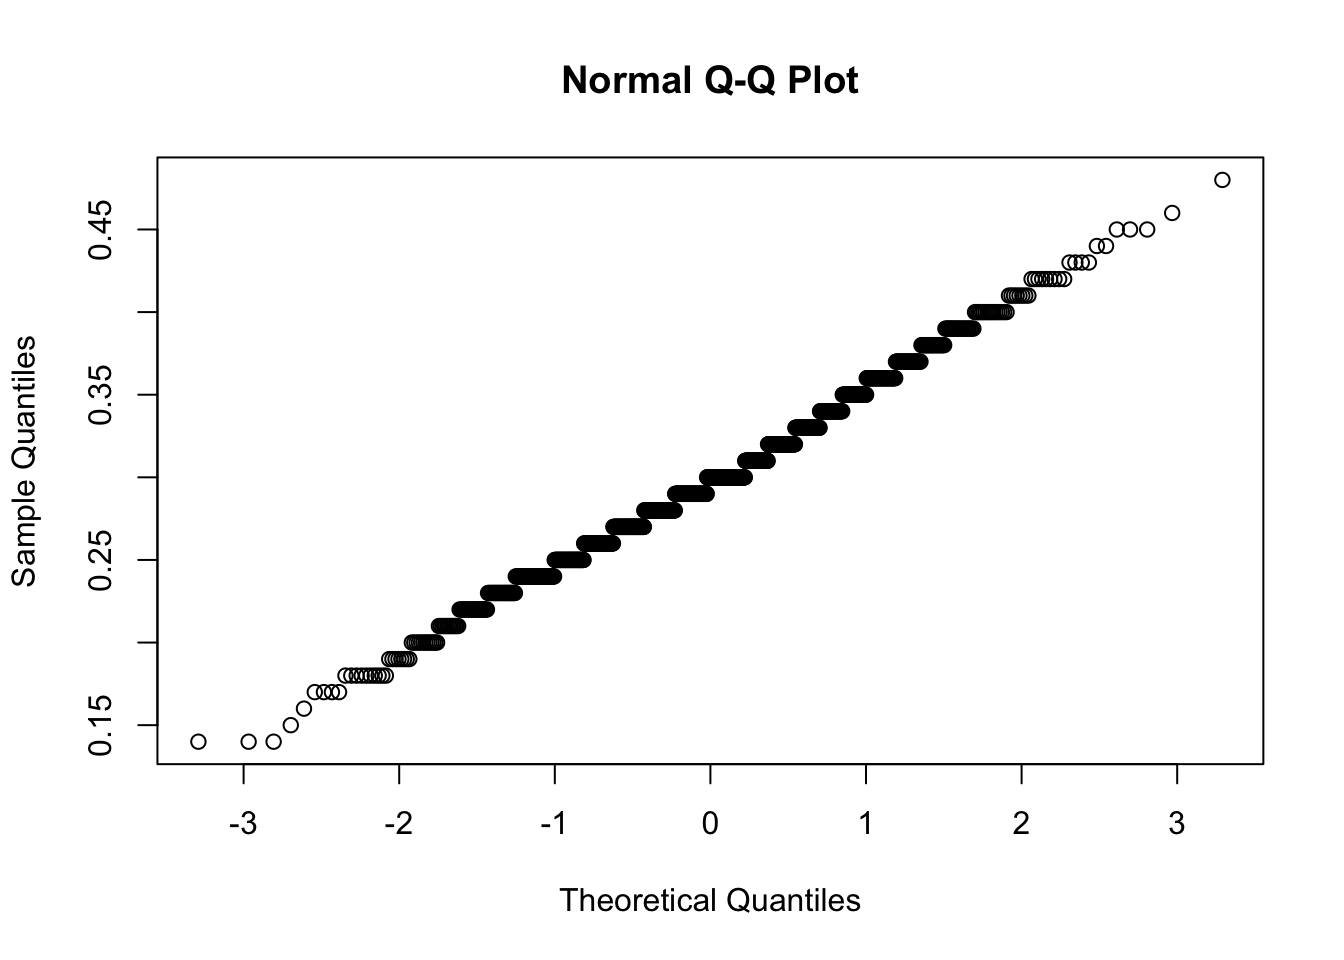 Normal Q-Q Plot
Sample Quantiles
0.45
0.35
0.25
0.15
-3 -2 -1 0 1 2 3
Theoretical Quantiles